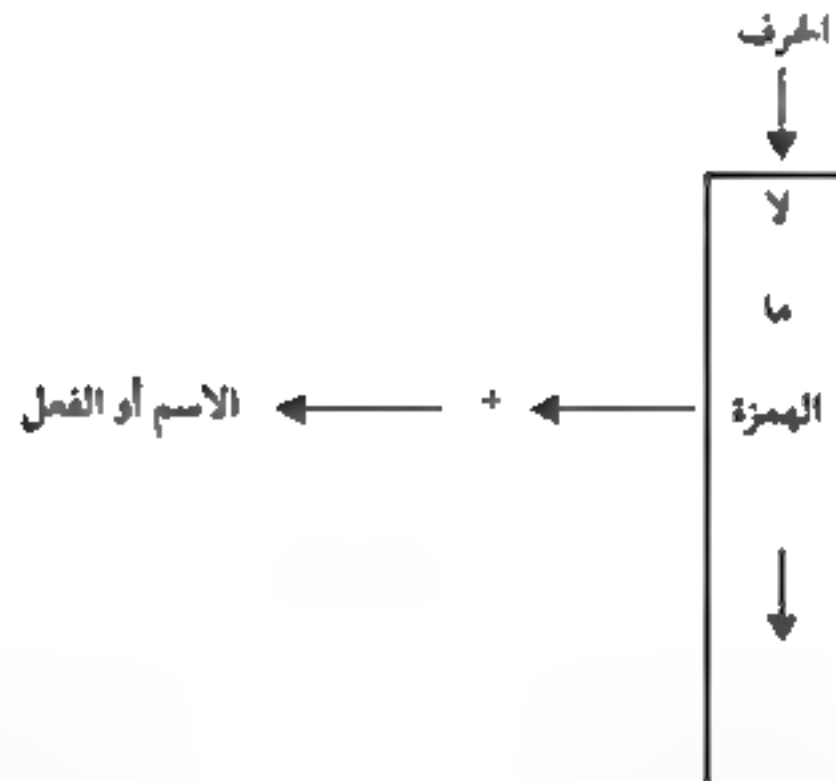 الحرف
لا
ما
الهمزة + الاسم أو الفعل